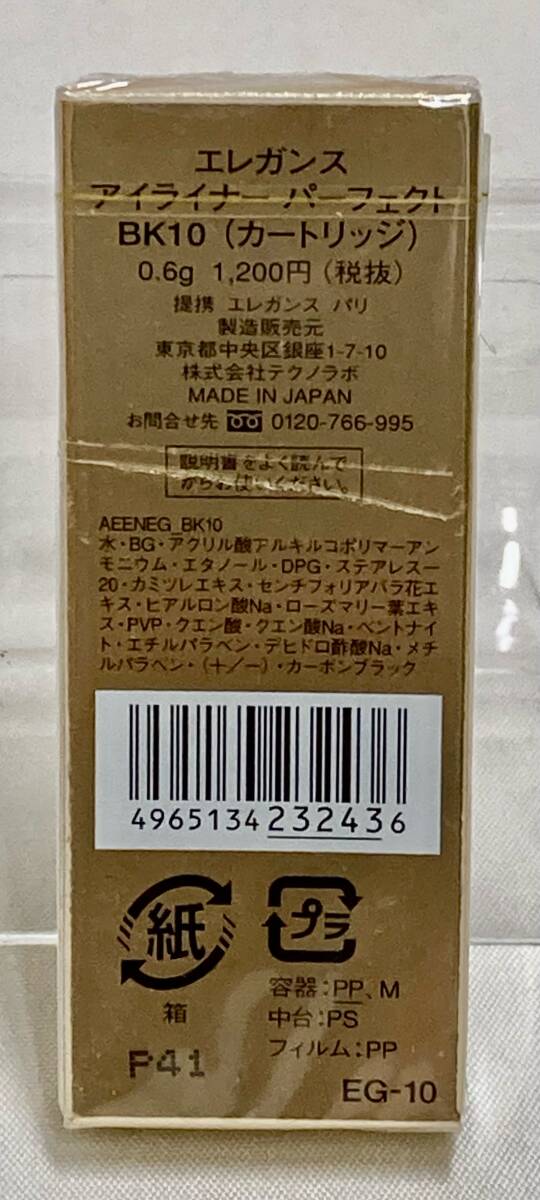 エレガンス
アイライナー パーフェクト
BK10（カートリッジ）
0.6g 1,200円（税抜）
提携 エレガンス パリ
製造販売元
東京都中央区銀座1-7-10
株式会社テクノラボ
MADE IN JAPAN
お問合せ先 0120-766-995
説明書をよく読んで
からお使いください。
AEENEG_BK10
水・BG・アクリル酸アルキルコポリマーアン
モニウム・エタノール・DPG・ステアレス－
20・カミツレエキス・センチフォリアバラ花エ
キス・ヒアルロン酸Na・ローズマリー葉エキ
ス・PVP・クエン酸・クエン酸Na・ベントナイ
ト・エチルパラベン・デヒドロ酢酸Na・メチ
ルパラベン・（＋／－）・カーボンブラック
4965134232436
紙
箱
プラ
容器：PP、M
中台：PS
フィルム：PP
P41
EG-10